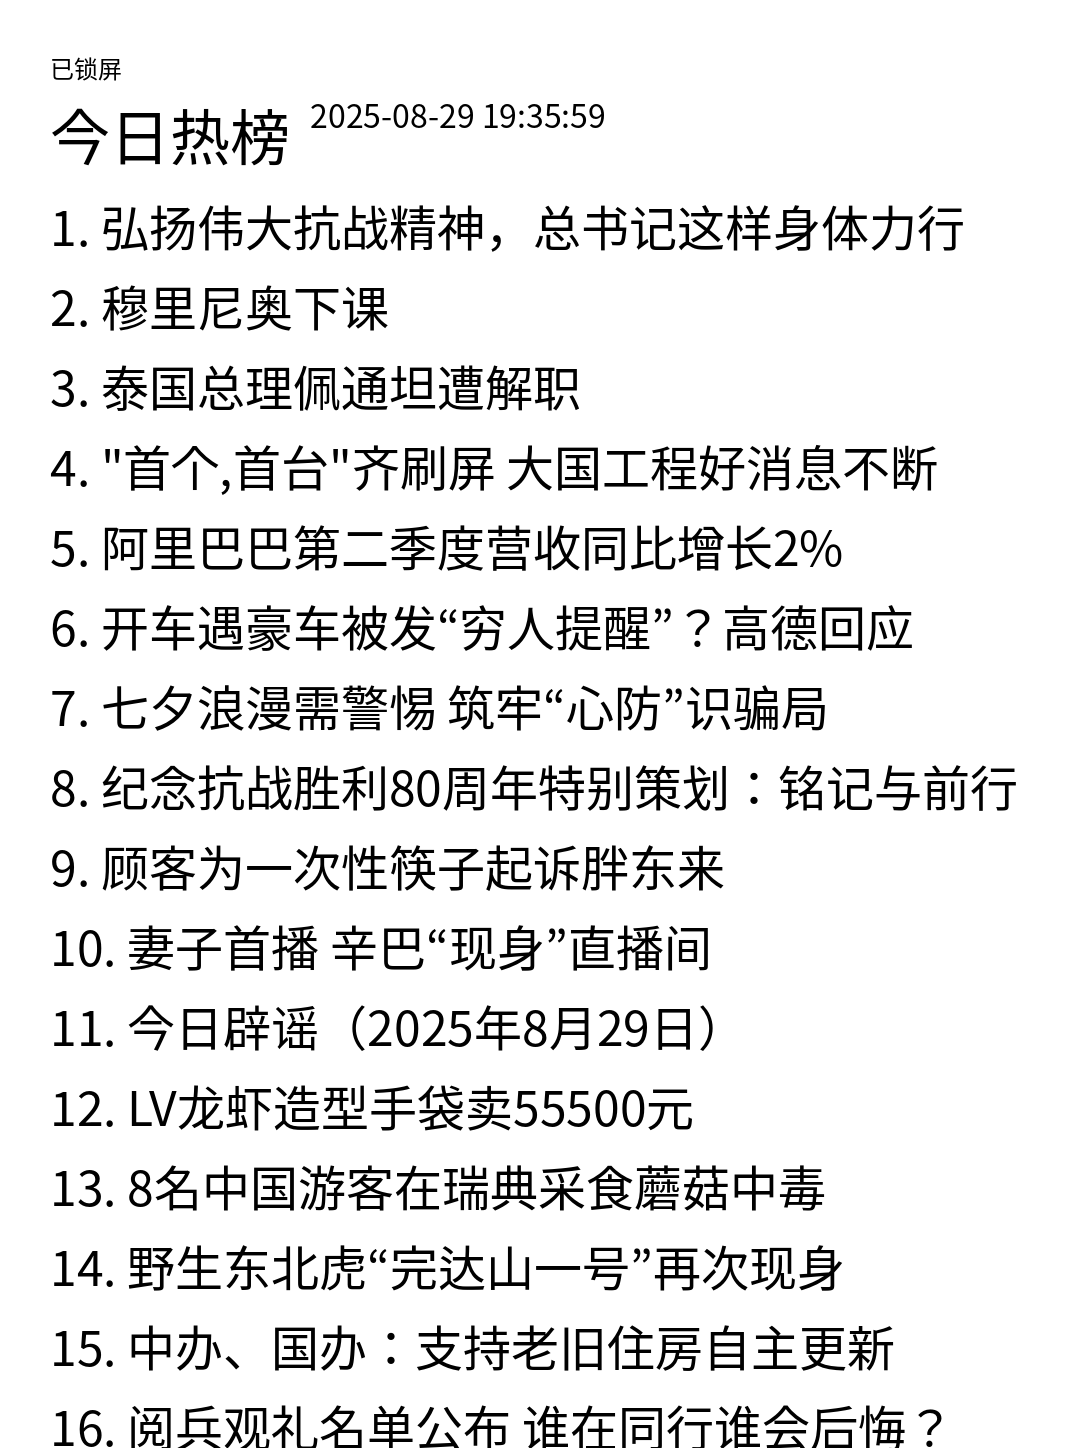 已锁屏
今日热榜 2025-08-29 19:35:59
1. 弘扬伟大抗战精神，总书记这样身体力行
2. 穆里尼奥下课
3. 泰国总理佩通坦遭解职
4. "首个,首台"齐刷屏 大国工程好消息不断
5. 阿里巴巴第二季度营收同比增长2%
6. 开车遇豪车被发“穷人提醒”？高德回应
7. 七夕浪漫需警惕 筑牢“心防”识骗局
8. 纪念抗战胜利80周年特别策划：铭记与前行
9. 顾客为一次性筷子起诉胖东来
10. 妻子首播 辛巴“现身”直播间
11. 今日辟谣（2025年8月29日）
12. LV龙虾造型手袋卖55500元
13. 8名中国游客在瑞典采食蘑菇中毒
14. 野生东北虎“完达山一号”再次现身
15. 中办、国办：支持老旧住房自主更新
16. 阅兵观礼名单公布 谁在同行谁会后悔？